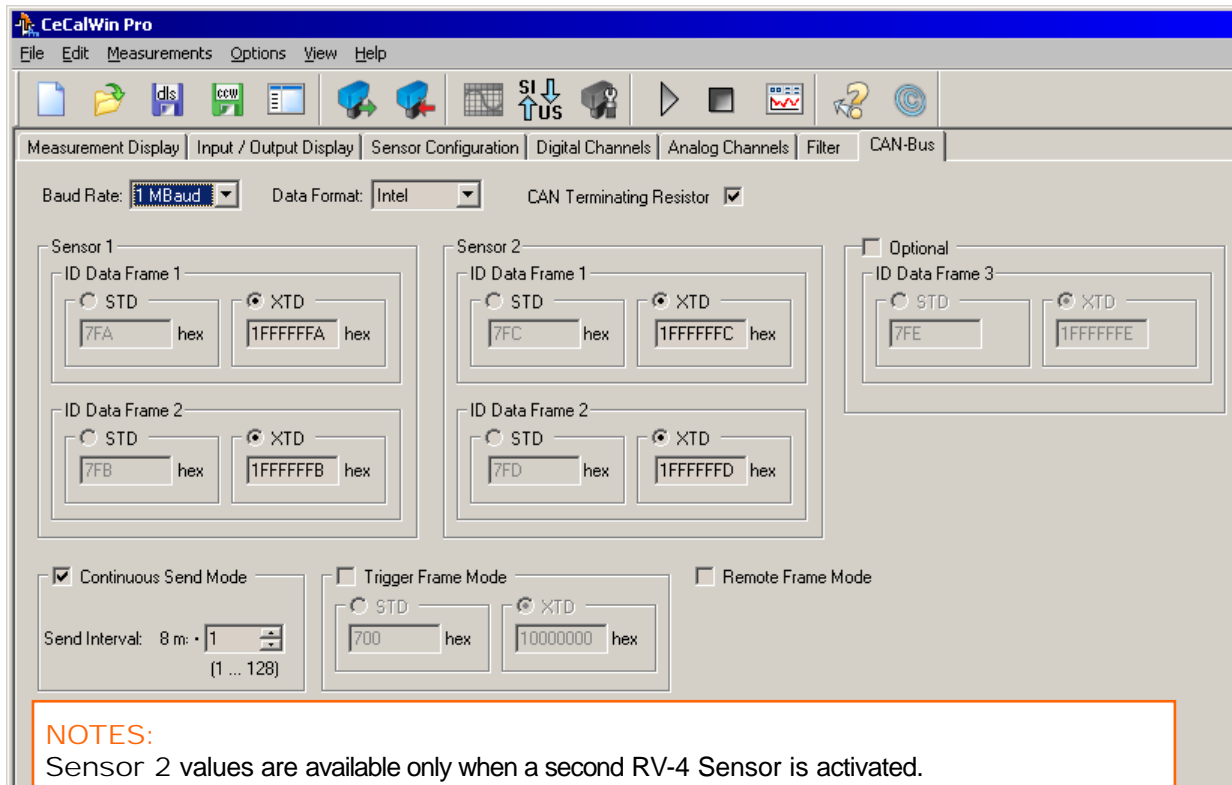 CeCalWin Pro
File Edit Measurements Options View Help
dls ccw SI US ©
Measurement Display Input / Output Display Sensor Configuration Digital Channels Analog Channels Filter CAN-Bus
Baud Rate: 1 MBaud Data Format: Intel CAN Terminating Resistor
Sensor 1 Sensor 2 Optional
ID Data Frame 1 ID Data Frame 1 ID Data Frame 3
STD XTD STD XTD STD XTD
7FA hex 1FFFFFFA hex 7FC hex 1FFFFFFC hex 7FE 1FFFFFFE
ID Data Frame 2 ID Data Frame 2
STD XTD STD XTD
7FB hex 1FFFFFFB hex 7FD hex 1FFFFFFD hex
Continuous Send Mode Trigger Frame Mode Remote Frame Mode
STD XTD
Send Interval: 8 m: • 1 700 hex 10000000 hex
(1 ... 128)
NOTES:
Sensor 2 values are available only when a second RV-4 Sensor is activated.